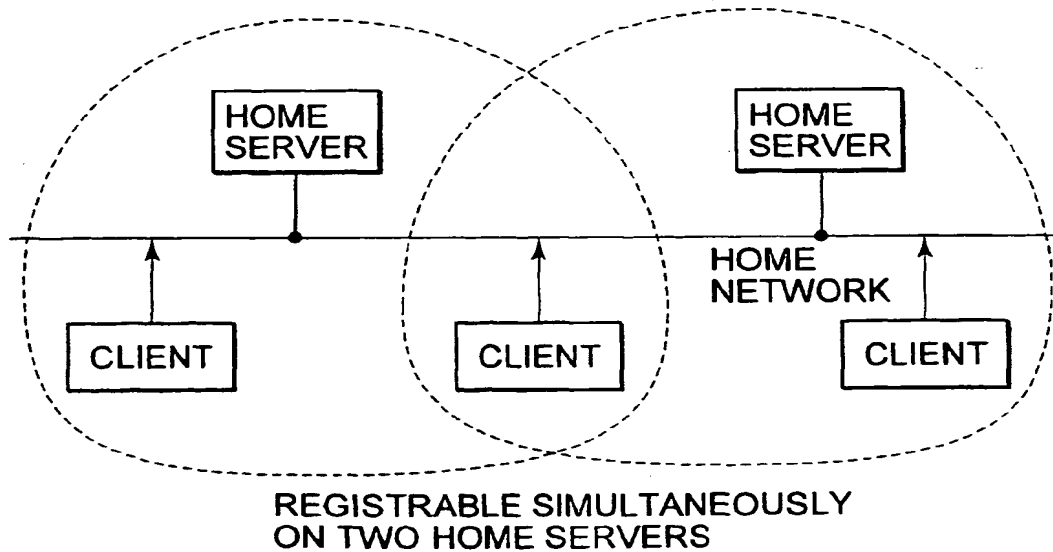 HOME
SERVER
HOME
SERVER
HOME
NETWORK
CLIENT
CLIENT
CLIENT
REGISTRABLE SIMULTANEOUSLY
ON TWO HOME SERVERS